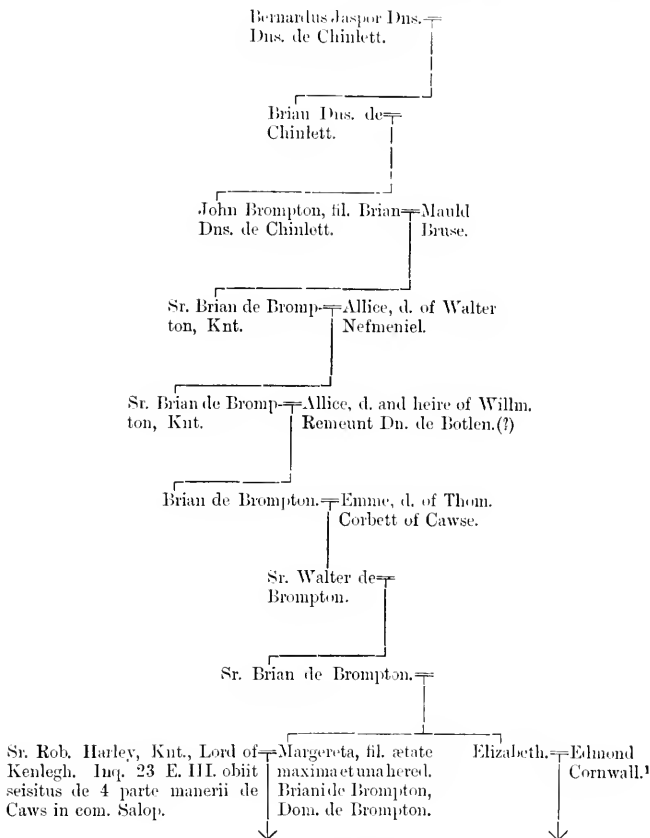 Bernardus Jaspor Dns.
Dns. de Chinlett.
Brian Dns. de
Chinlett.
John Brompton, fil. Brian
Dns. de Chinlett.
Mauld
Bruse.
Sr. Brian de Bromp-
ton, Knt.
Allice, d. of Walter
Nefmeniel.
Sr. Brian de Bromp-
ton, Knt.
Allice, d. and heire of Willm.
Remeunt Dn. de Botlen.(?)
Brian de Brompton.
Emme, d. of Thom.
Corbett of Cawse.
Sr. Walter de
Brompton.
Sr. Brian de Brompton.
Sr. Rob. Harley, Knt., Lord of
Kenlegh. Inq. 23 E. III. obiit
seisitus de 4 parte manerii de
Caws in com. Salop.
Margereta, fil. ætate
maxima et una hered.
Briani de Brompton,
Dom. de Brompton.
Elizabeth.
Edmond
Cornwall.¹